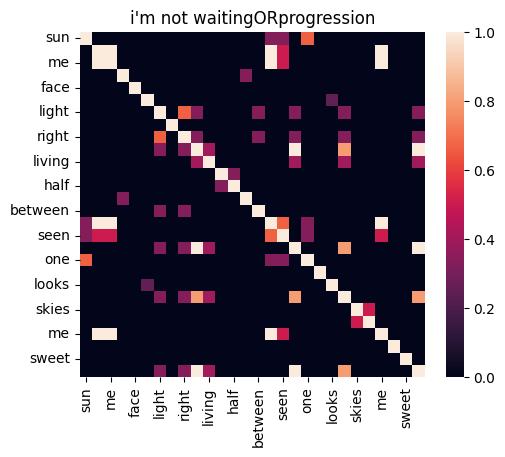 i'm not waitingORprogression
sun
me
face
light
right
living
half
between
seen
one
looks
skies
me
sweet
1.0
0.8
0.6
0.4
0.2
0.0
sun
me
face
light
right
living
half
between
seen
one
looks
skies
me
sweet